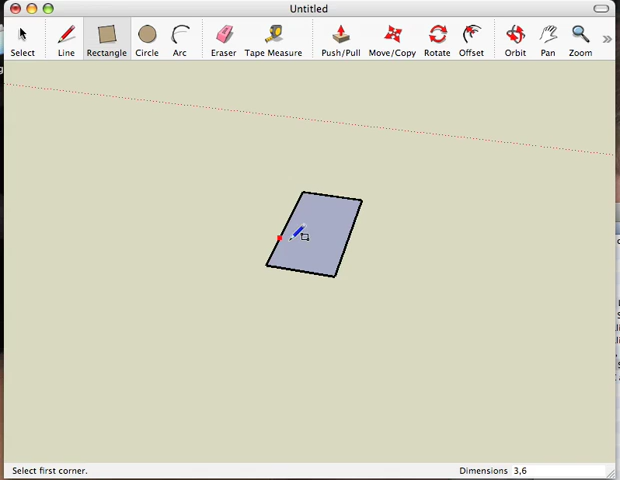 Untitled
Select Line Rectangle Circle Arc Eraser Tape Measure Push/Pull Move/Copy Rotate Offset Orbit Pan Zoom »
Select first corner. Dimensions 3,6